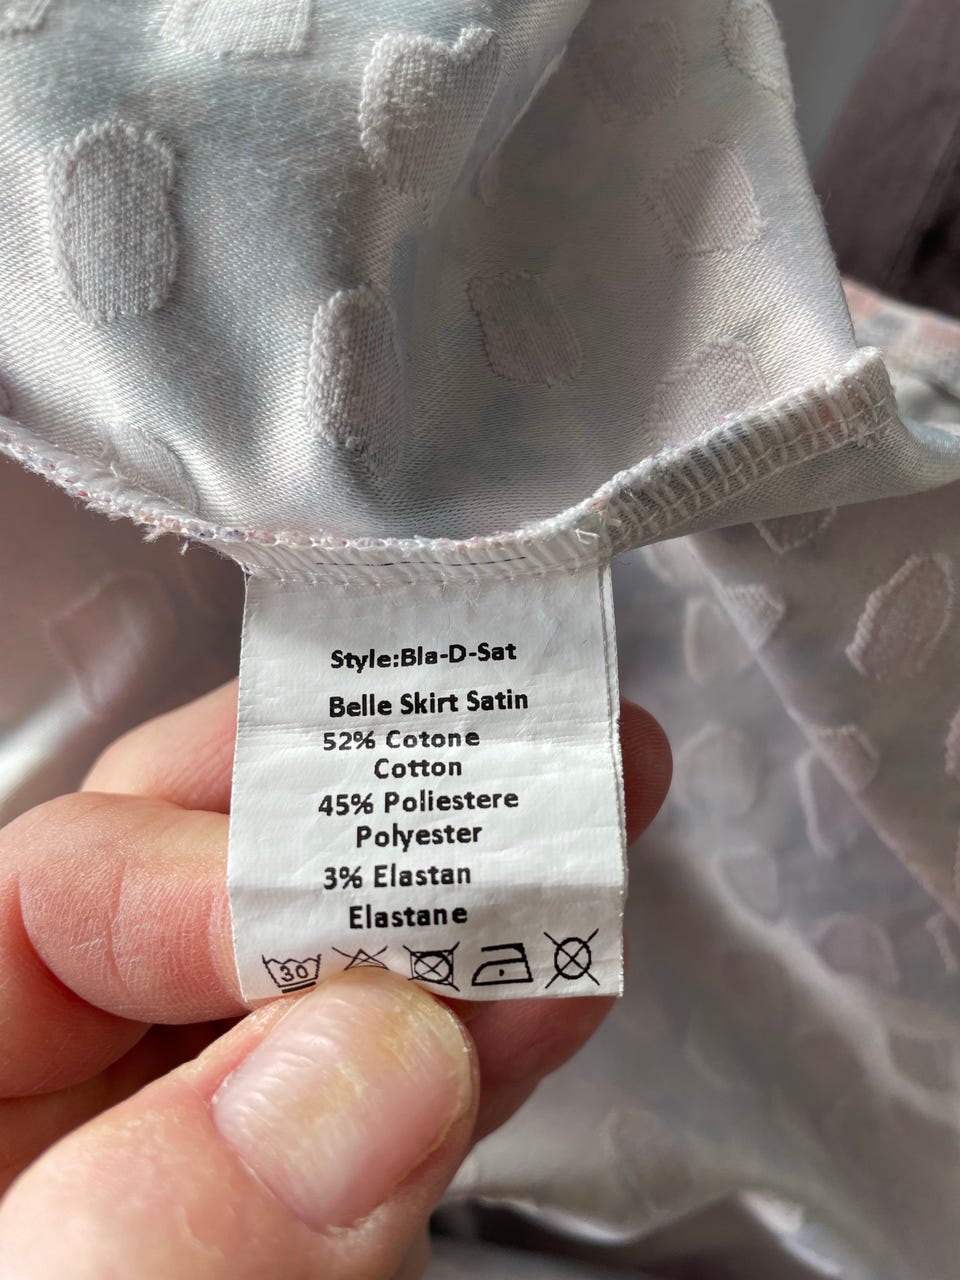 Style:Bla-D-Sat
Belle Skirt Satin
52% Cotone
Cotton
45% Poliestere
Polyester
3% Elastan
Elastane
30